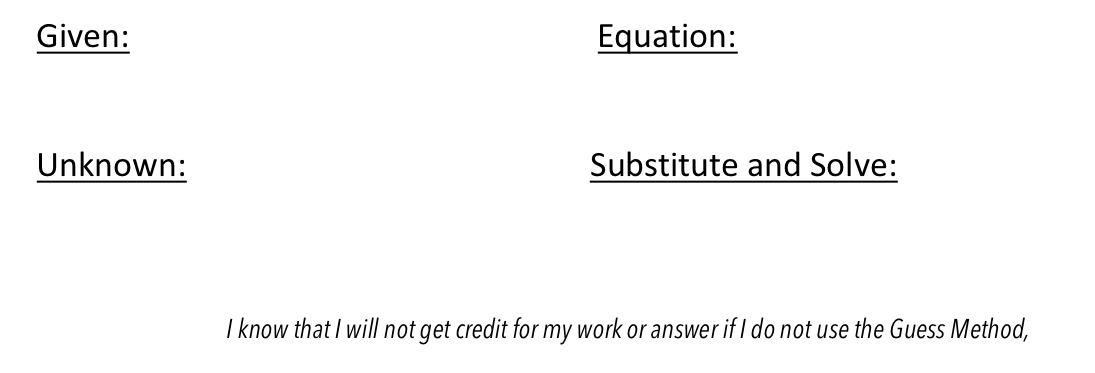 Given:
Equation:
Unknown:
Substitute and Solve:
I know that I will not get credit for my work or answer if I do not use the Guess Method,